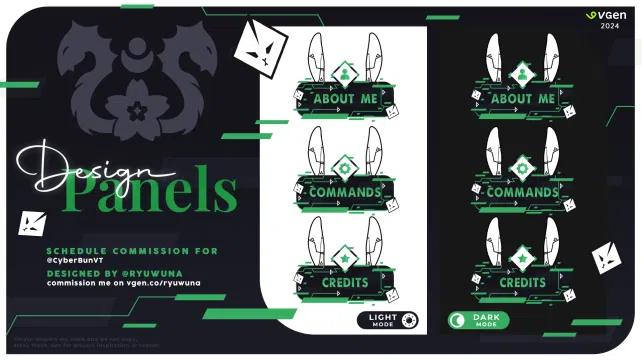 vgen
2024
Design
Panels
SCHEDULE COMMISSION FOR
@CyberBunVT
DESIGNED BY @RYUWUNA
commission me on vgen.co/ryuwuna
ABOUT ME
COMMANDS
CREDITS
LIGHT
MODE
ABOUT ME
COMMANDS
CREDITS
DARK
MODE